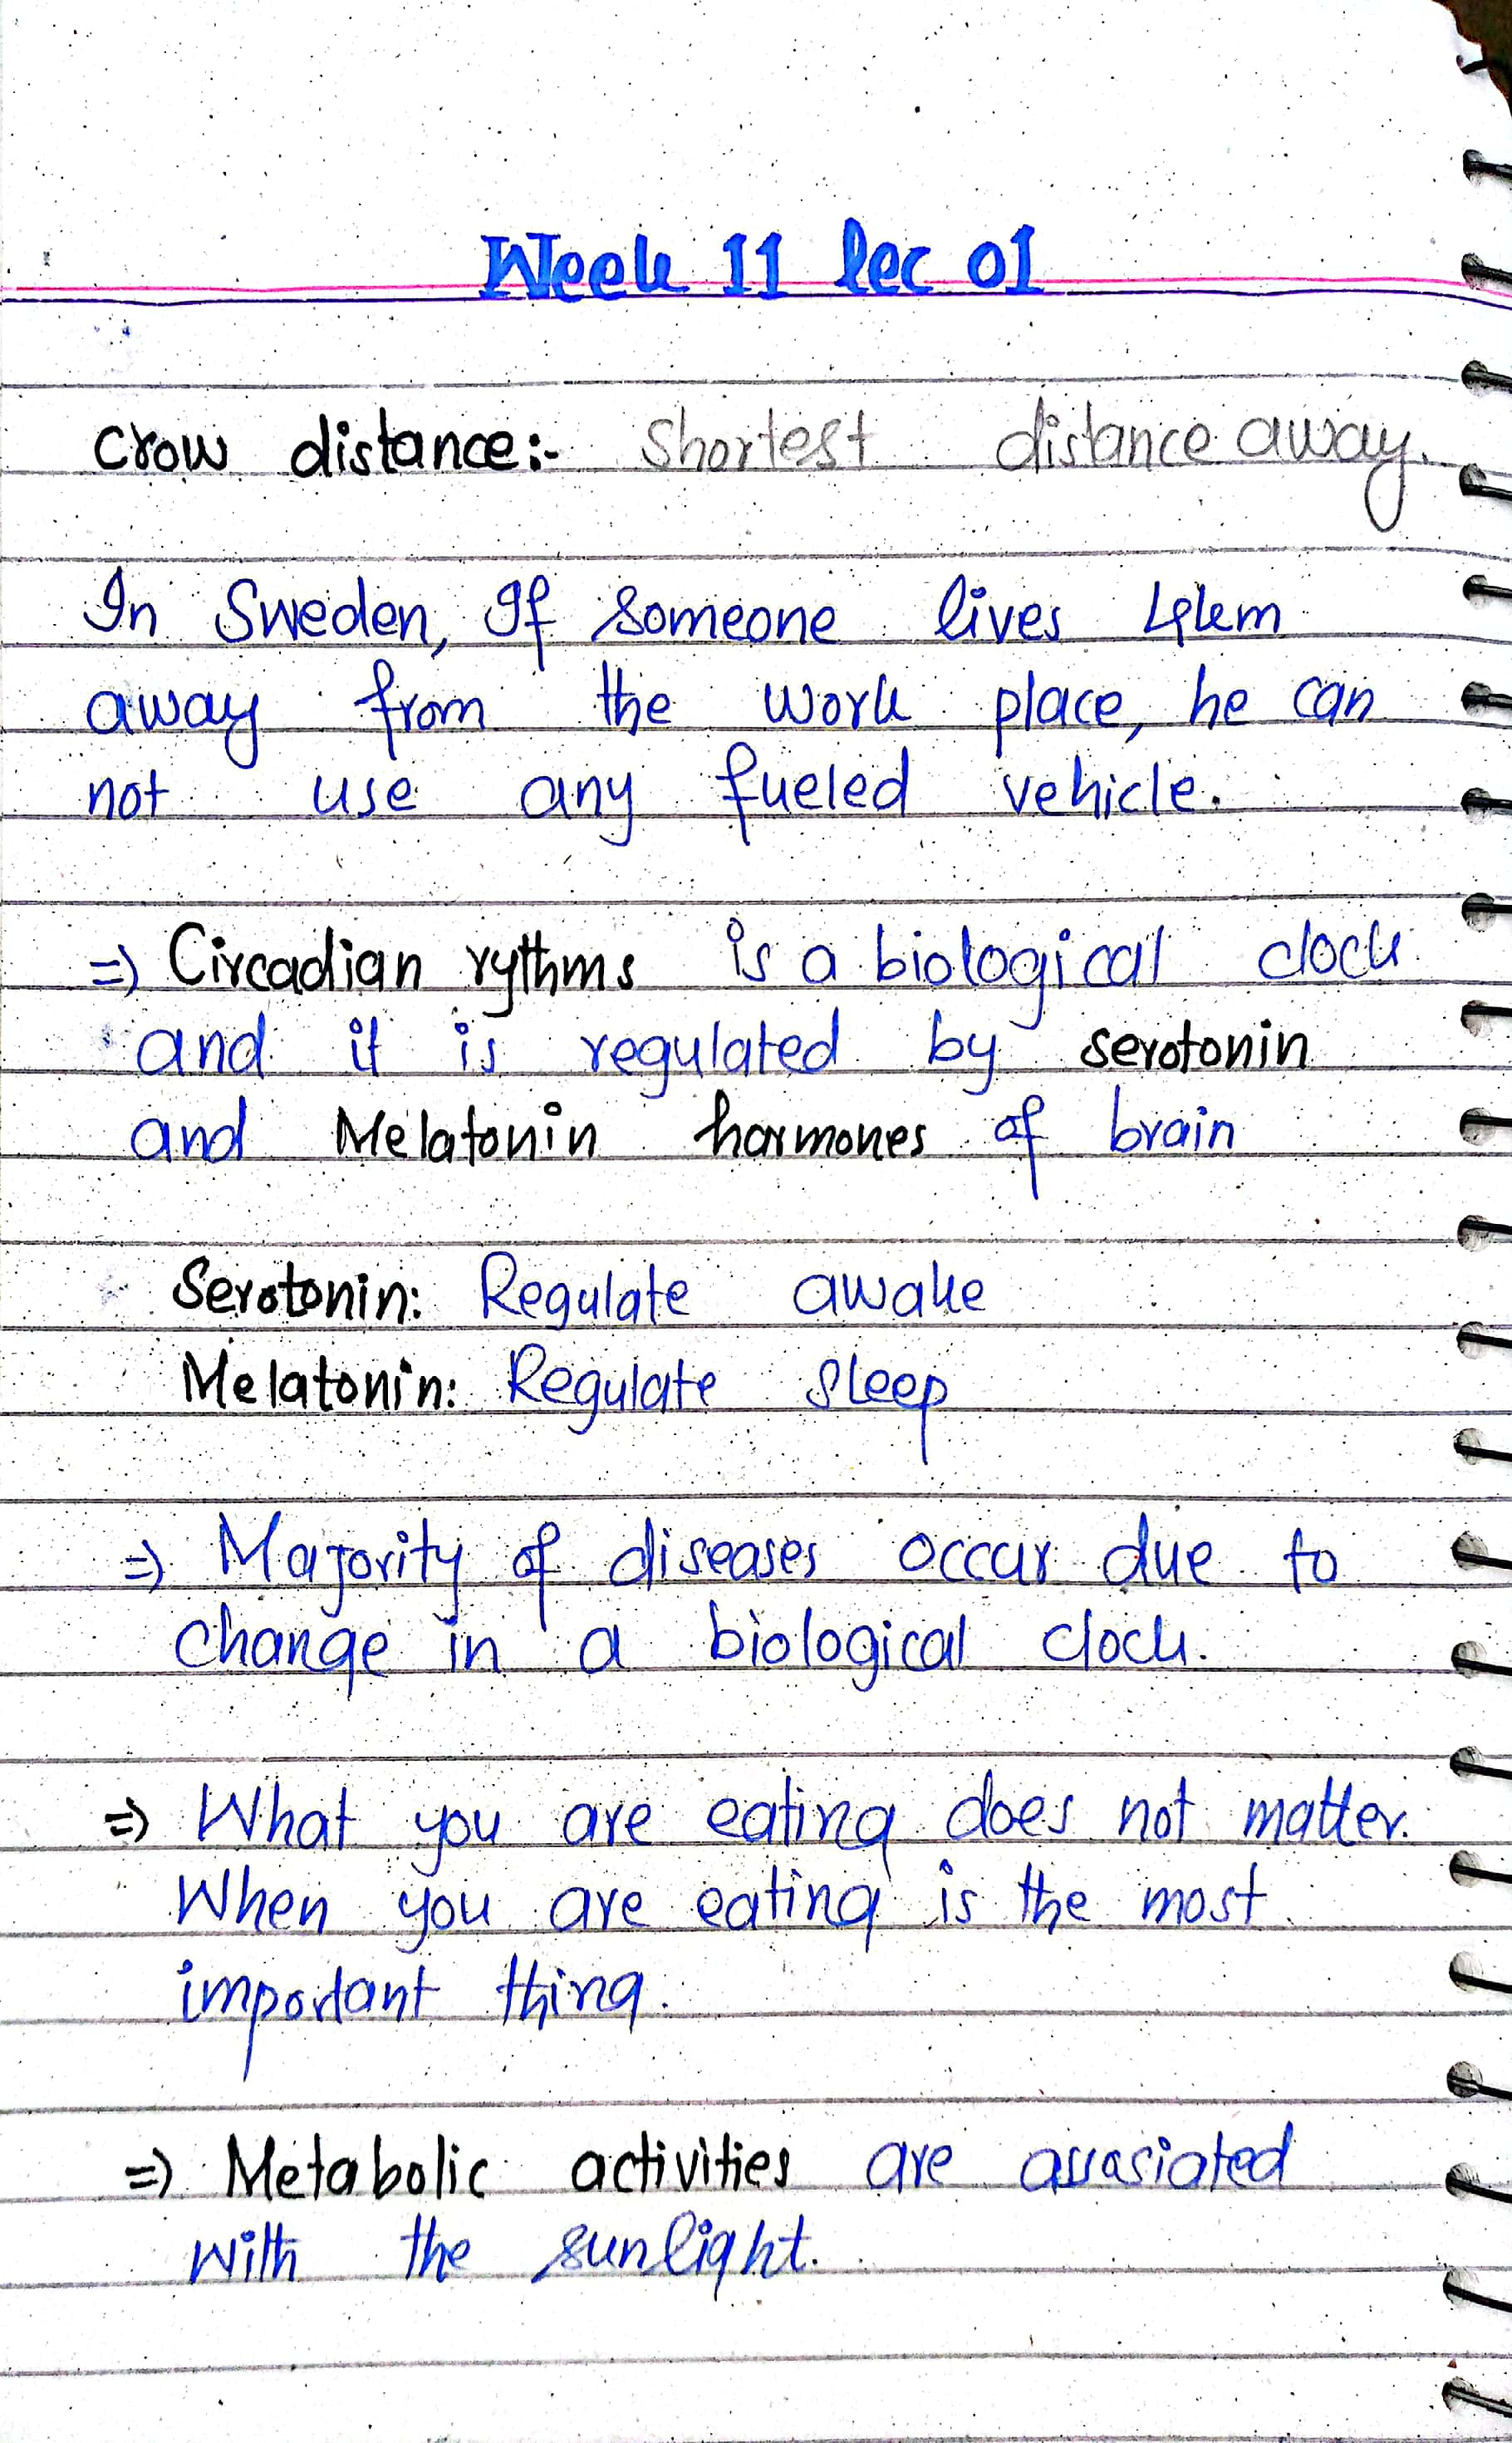 Week 11 lec 01
Crow distance:- Shortest distance away.
In Sweden, If someone lives 4km
away from the work place, he can
not use any fueled vehicle.
=> Circadian rythms is a biological clock
and it is regulated by serotonin
and Melatonin hormones of brain
Serotonin: Regulate awake
Melatonin: Regulate sleep
=> Majority of diseases occur due to
change in a biological clock.
=> What you are eating does not matter.
When you are eating is the most
important thing.
=> Metabolic activities are assosiated
with the sunlight.